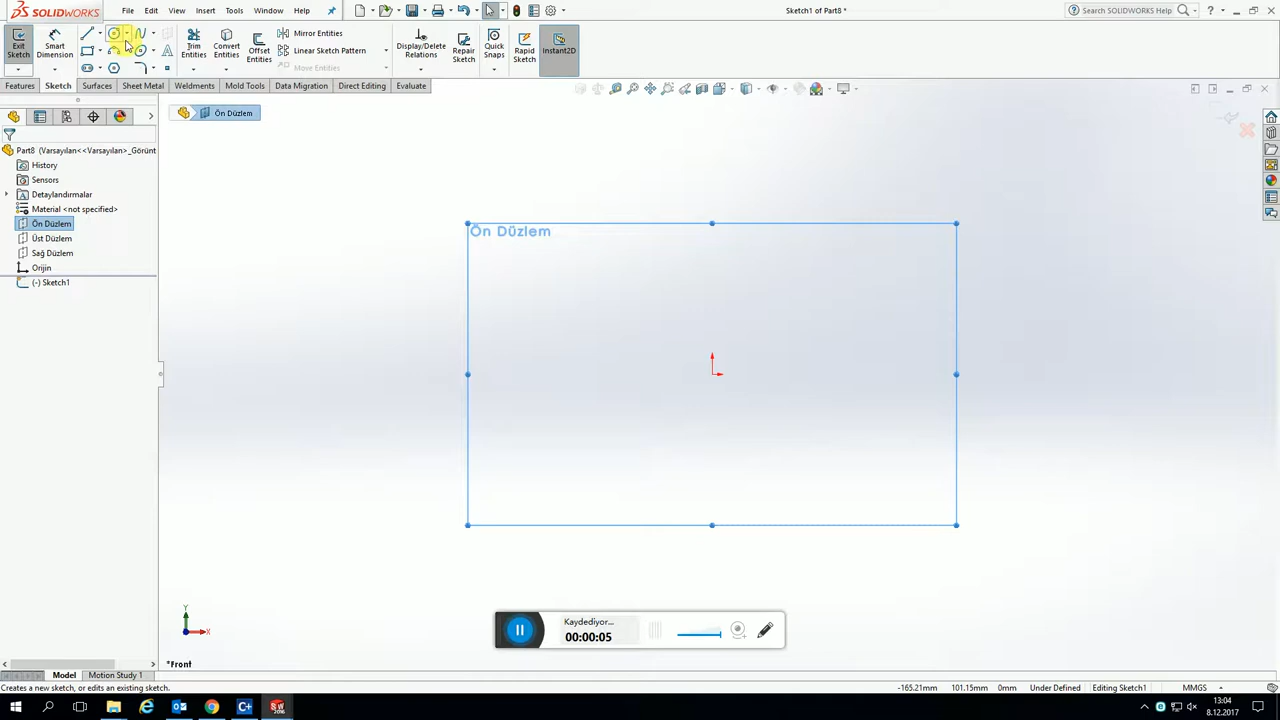 SOLIDWORKS File Edit View Insert Tools Window Help Sketch1 of Part8 * Search SOLIDWORKS Help
Exit Sketch
Smart Dimension
Trim Entities
Convert Entities
Offset Entities
Mirror Entities
Linear Sketch Pattern
Move Entities
Display/Delete Relations
Repair Sketch
Quick Snaps
Rapid Sketch
Instant2D
Features Sketch Surfaces Sheet Metal Weldments Mold Tools Data Migration Direct Editing Evaluate
Ön Düzlem
Part8 (Varsayılan<<Varsayılan>_Görünt
History
Sensors
Detaylandırmalar
Material <not specified>
Ön Düzlem
Üst Düzlem
Sağ Düzlem
Orijin
(-) Sketch1
Ön Düzlem
Y
X
Kaydediyor...
00:00:05
*Front
Model Motion Study 1
Creates a new sketch, or edits an existing sketch. -165.21mm 101.15mm 0mm Under Defined Editing Sketch1 MMGS
13:04
8.12.2017